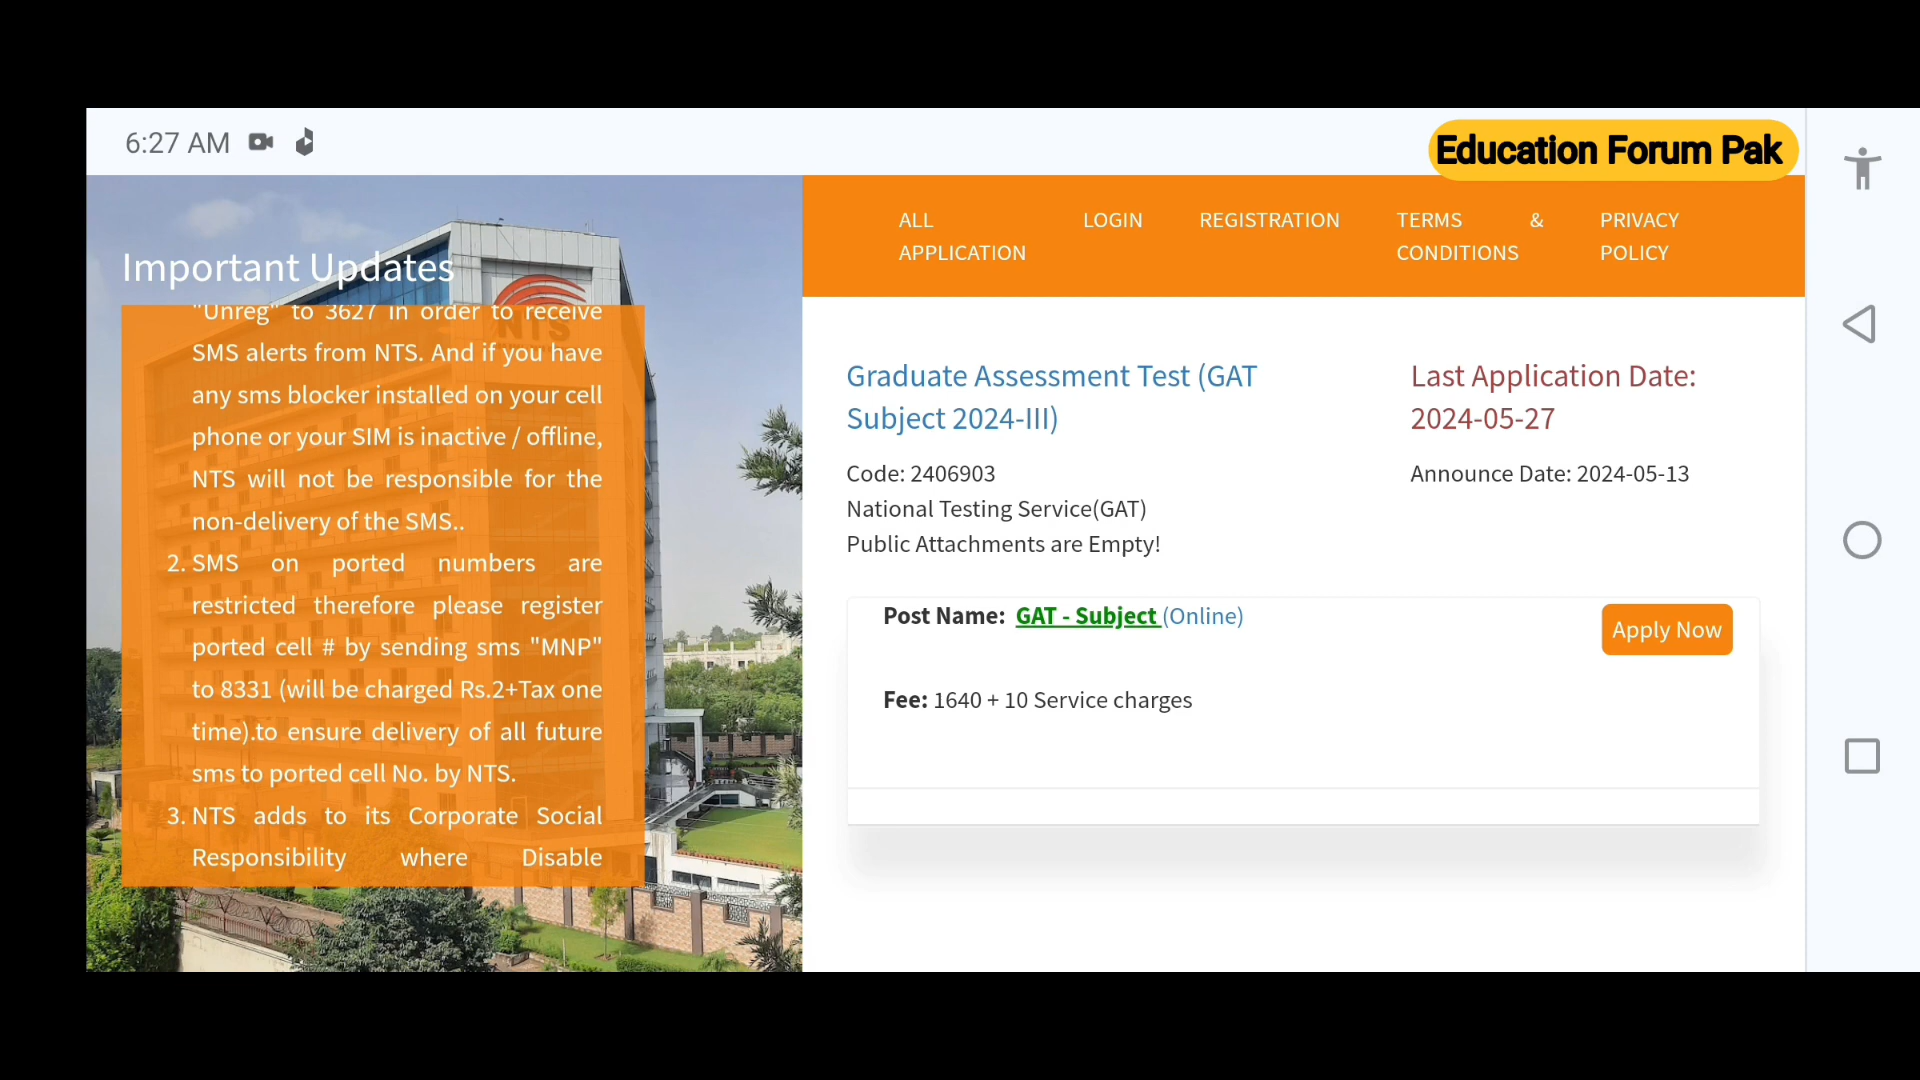 6:27 AM
Education Forum Pak
ALL APPLICATION
LOGIN
REGISTRATION
TERMS & CONDITIONS
PRIVACY POLICY
Important Updates
"Unreg" to 3627 in order to receive
SMS alerts from NTS. And if you have
any sms blocker installed on your cell
phone or your SIM is inactive / offline,
NTS will not be responsible for the
non-delivery of the SMS..
2. SMS on ported numbers are
restricted therefore please register
ported cell # by sending sms "MNP"
to 8331 (will be charged Rs.2+Tax one
time).to ensure delivery of all future
sms to ported cell No. by NTS.
3. NTS adds to its Corporate Social
Responsibility where Disable
NTS
Graduate Assessment Test (GAT
Subject 2024-III)
Code: 2406903
National Testing Service(GAT)
Public Attachments are Empty!
Last Application Date:
2024-05-27
Announce Date: 2024-05-13
Post Name: GAT - Subject (Online)
Apply Now
Fee: 1640 + 10 Service charges